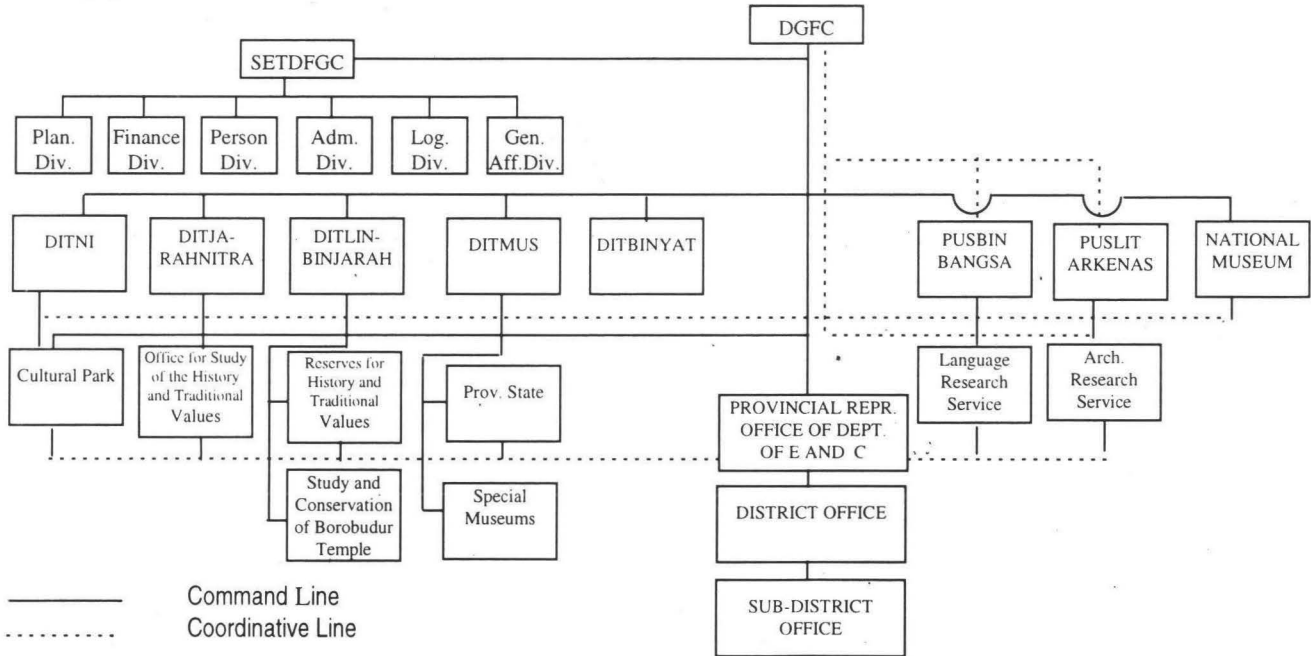 DGFC
SETDFGC
Plan.
Div.
Finance
Div.
Person
Div.
Adm.
Div.
Log.
Div.
Gen.
Aff.Div.
DITNI
DITJA-
RAHNITRA
DITLIN-
BINJARAH
DITMUS
DITBINYAT
PUSBIN
BANGSA
PUSLIT
ARKENAS
NATIONAL
MUSEUM
Cultural Park
Office for Study
of the History
and Traditional
Values
Reserves for
History and
Traditional
Values
Prov. State
Language
Research
Service
Arch.
Research
Service
PROVINCIAL REPR.
OFFICE OF DEPT.
OF E AND C
Study and
Conservation
of Borobudur
Temple
Special
Museums
DISTRICT OFFICE
SUB-DISTRICT
OFFICE
Command Line
Coordinative Line